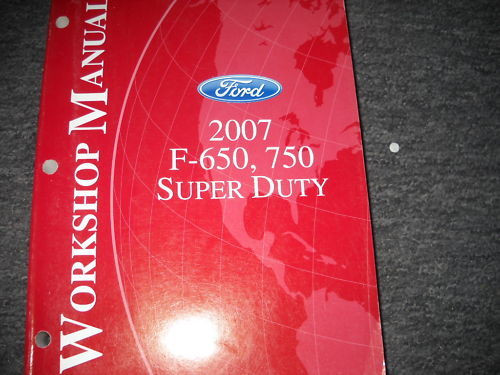 WORKSHOP MANUAL
Ford
2007
F-650, 750
SUPER DUTY